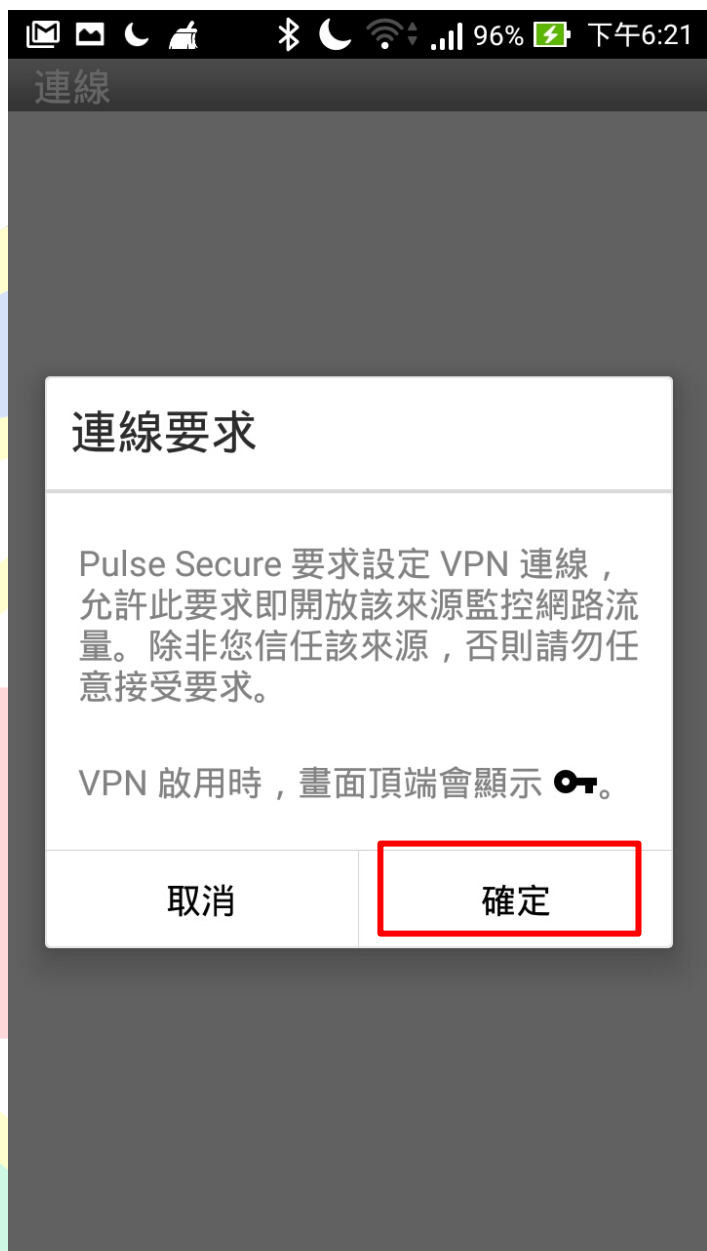 96% 下午6:21
連線
連線要求
Pulse Secure 要求設定 VPN 連線，
允許此要求即開放該來源監控網路流
量。除非您信任該來源，否則請勿任
意接受要求。
VPN 啟用時，畫面頂端會顯示 。
取消 確定